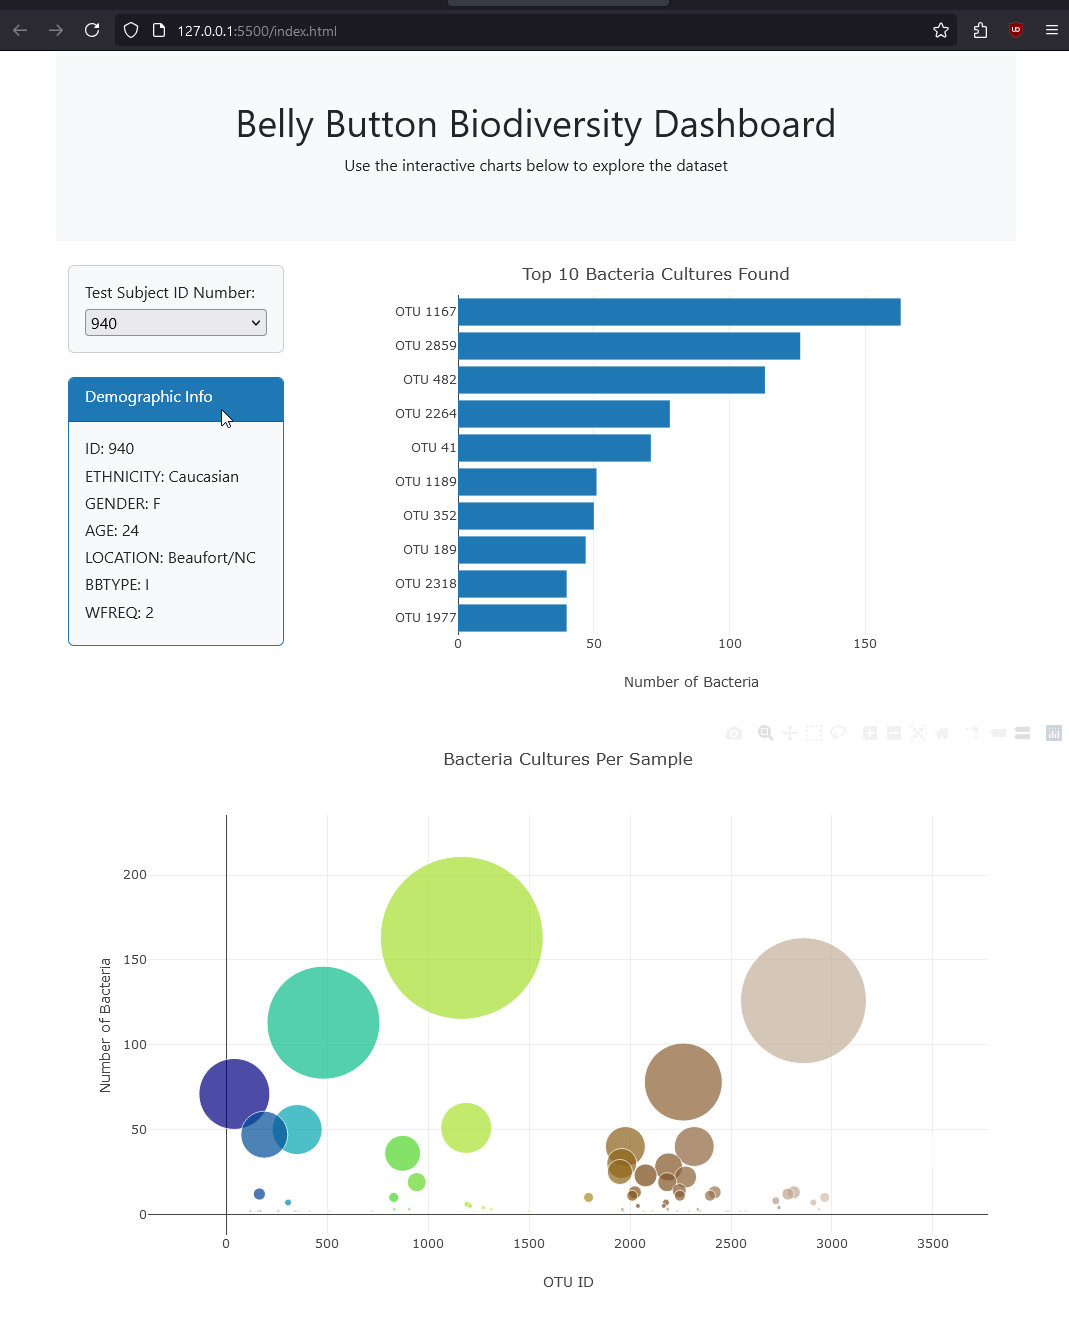 127.0.0.1:5500/index.html
Belly Button Biodiversity Dashboard
Use the interactive charts below to explore the dataset
Test Subject ID Number:
940
Demographic Info
ID: 940
ETHNICITY: Caucasian
GENDER: F
AGE: 24
LOCATION: Beaufort/NC
BBTYPE: I
WFREQ: 2
Top 10 Bacteria Cultures Found
OTU 1167
OTU 2859
OTU 482
OTU 2264
OTU 41
OTU 1189
OTU 352
OTU 189
OTU 2318
OTU 1977
0 50 100 150
Number of Bacteria
Bacteria Cultures Per Sample
Number of Bacteria
200
150
100
50
0
0 500 1000 1500 2000 2500 3000 3500
OTU ID